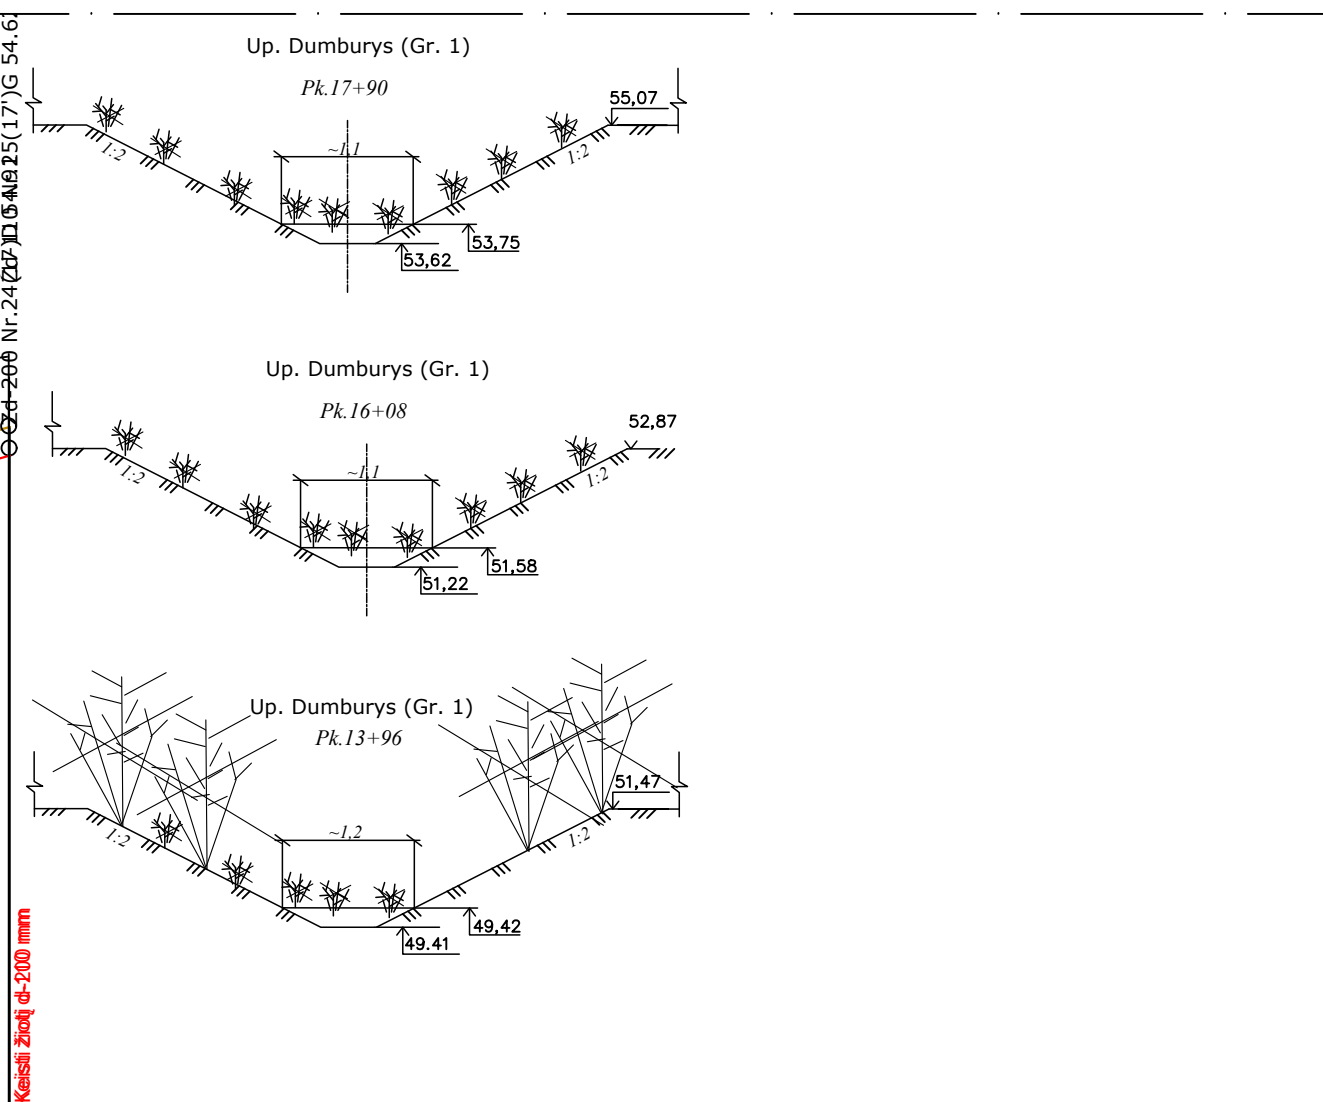 Up. Dumburys (Gr. 1)
Pk.17+90
55,07
1:2
~1,1
1:2
53,75
53,62
Up. Dumburys (Gr. 1)
Pk.16+08
52,87
1:2
~1,1
1:2
51,58
51,22
Up. Dumburys (Gr. 1)
Pk.13+96
51,47
1:2
~1,2
1:2
49,42
49.41
Keisti žiotį